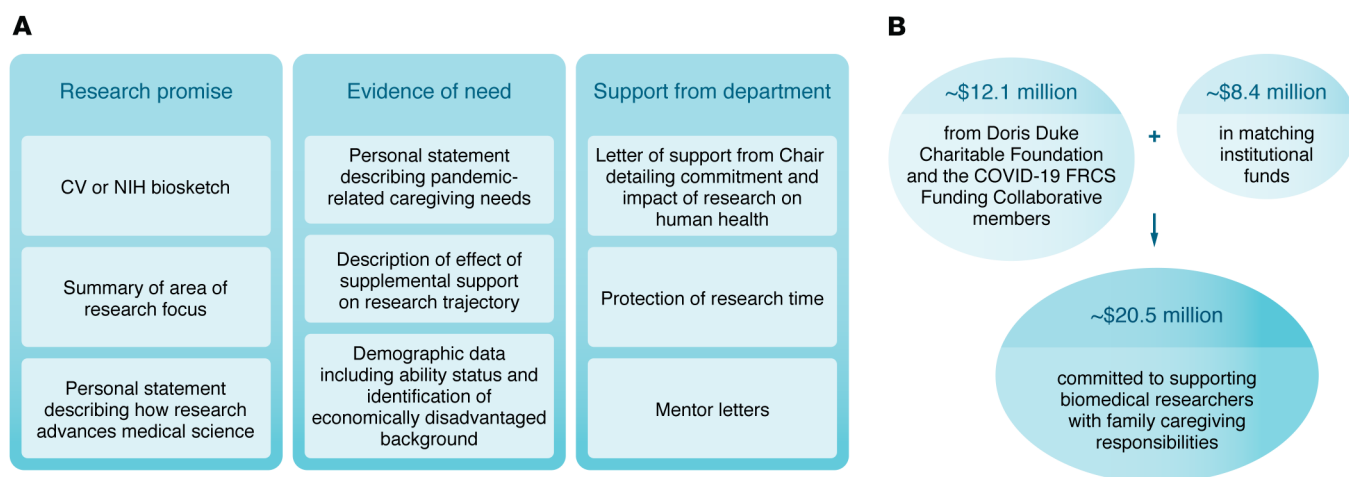 A
Research promise
CV or NIH biosketch
Summary of area of
research focus
Personal statement
describing how research
advances medical science
Evidence of need
Personal statement
describing pandemic-
related caregiving needs
Description of effect of
supplemental support
on research trajectory
Demographic data
including ability status and
identification of
economically disadvantaged
background
Support from department
Letter of support from Chair
detailing commitment and
impact of research on
human health
Protection of research time
Mentor letters
B
~$12.1 million
from Doris Duke
Charitable Foundation
and the COVID-19 FRCS
Funding Collaborative
members
+
~$8.4 million
in matching
institutional
funds
~$20.5 million
committed to supporting
biomedical researchers
with family caregiving
responsibilities